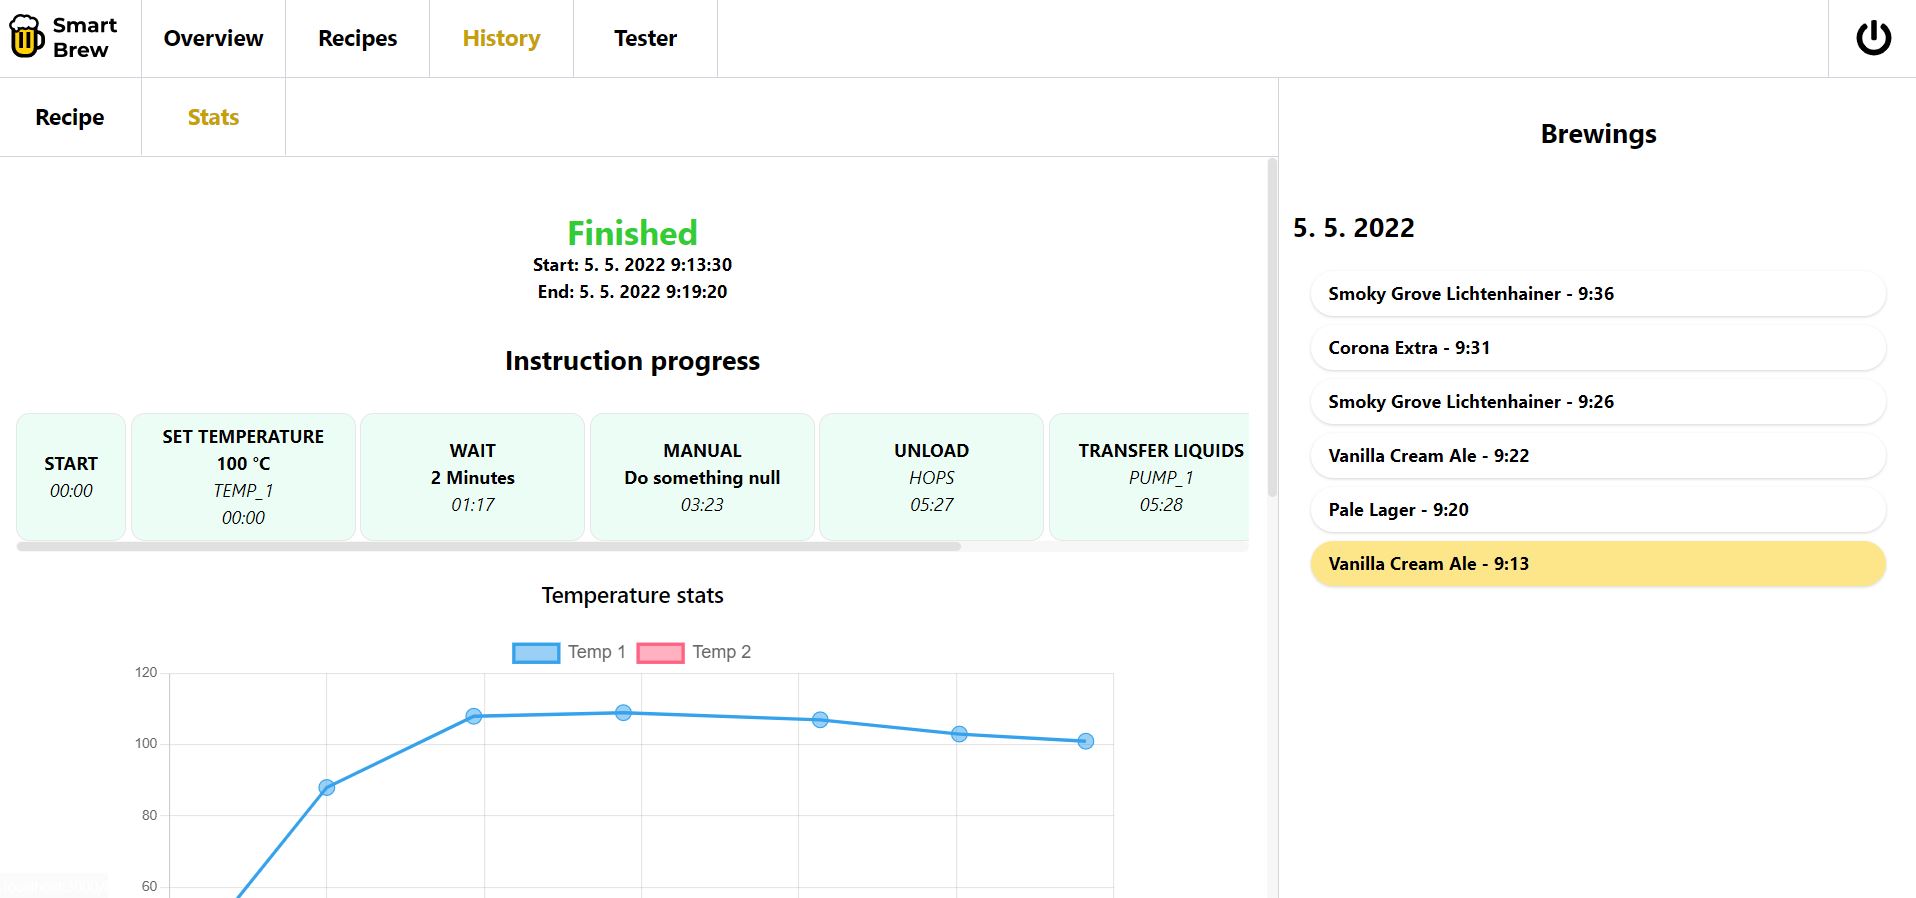 Smart
Brew
Overview
Recipes
History
Tester
Recipe
Stats
Finished
Start: 5. 5. 2022 9:13:30
End: 5. 5. 2022 9:19:20
Instruction progress
START
00:00
SET TEMPERATURE
100 °C
TEMP_1
00:00
WAIT
2 Minutes
01:17
MANUAL
Do something null
03:23
UNLOAD
HOPS
05:27
TRANSFER LIQUIDS
PUMP_1
05:28
Temperature stats
Temp 1
Temp 2
120
100
80
60
Brewings
5. 5. 2022
Smoky Grove Lichtenhainer - 9:36
Corona Extra - 9:31
Smoky Grove Lichtenhainer - 9:26
Vanilla Cream Ale - 9:22
Pale Lager - 9:20
Vanilla Cream Ale - 9:13